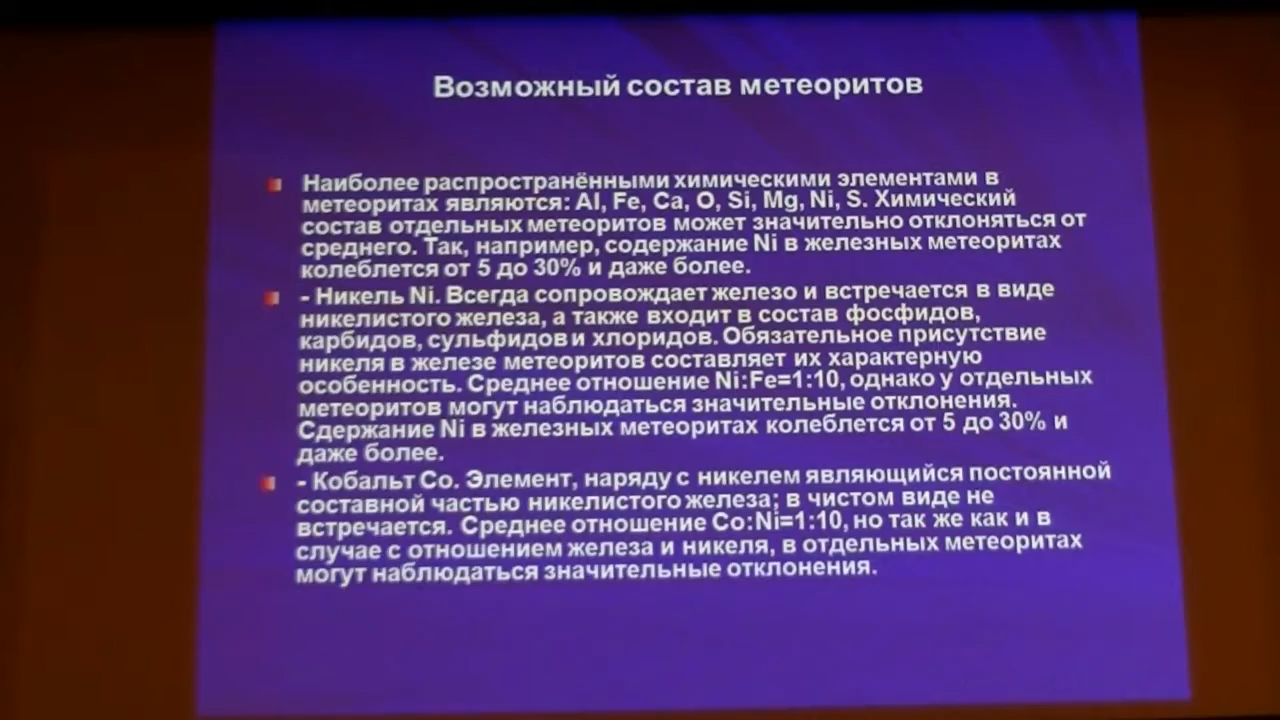 Возможный состав метеоритов
Наиболее распространёнными химическими элементами в
метеоритах являются: Al, Fe, Ca, O, Si, Mg, Ni, S. Химический
состав отдельных метеоритов может значительно отклоняться от
среднего. Так, например, содержание Ni в железных метеоритах
колеблется от 5 до 30% и даже более.
- Никель Ni. Всегда сопровождает железо и встречается в виде
никелистого железа, а также входит в состав фосфидов,
карбидов, сульфидов и хлоридов. Обязательное присутствие
никеля в железе метеоритов составляет их характерную
особенность. Среднее отношение Ni:Fe=1:10, однако у отдельных
метеоритов могут наблюдаться значительные отклонения.
Сдержание Ni в железных метеоритах колеблется от 5 до 30% и
даже более.
- Кобальт Co. Элемент, наряду с никелем являющийся постоянной
составной частью никелистого железа; в чистом виде не
встречается. Среднее отношение Co:Ni=1:10, но так же как и в
случае с отношением железа и никеля, в отдельных метеоритах
могут наблюдаться значительные отклонения.